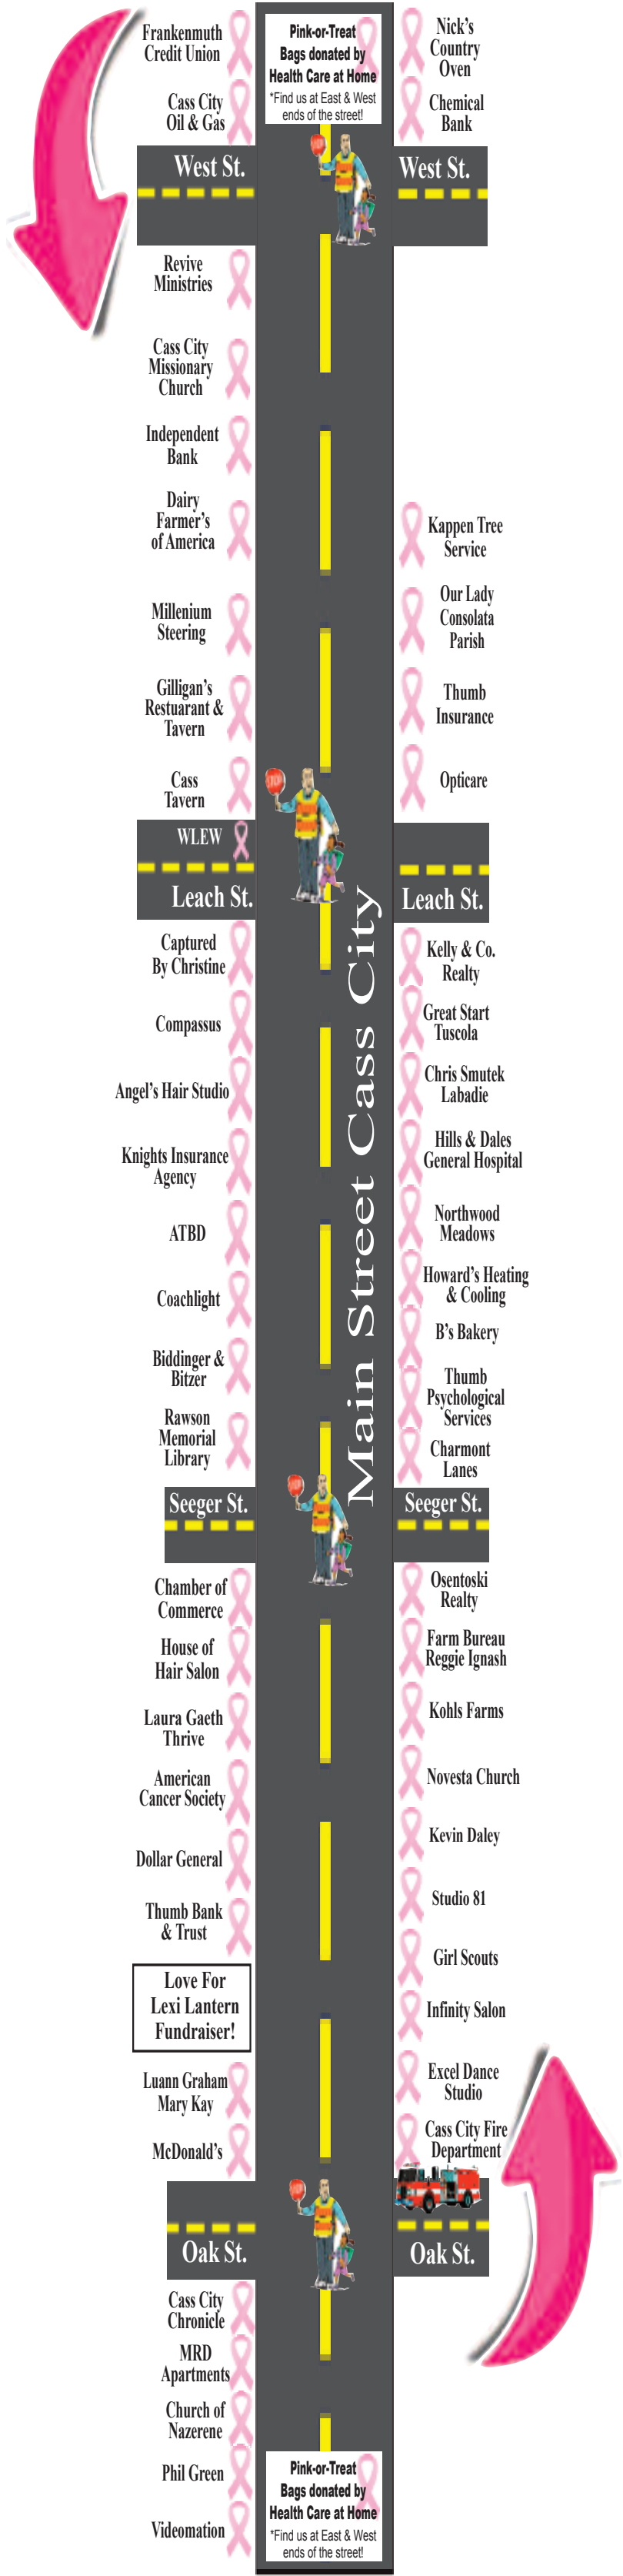 Frankenmuth
Credit Union
Pink-or-Treat
Bags donated by
Health Care at Home
*Find us at East & West
ends of the street!
Nick's
Country
Oven
Cass City
Oil & Gas
Chemical
Bank
West St.
West St.
Revive
Ministries
Cass City
Missionary
Church
Independent
Bank
Dairy
Farmer's
of America
Kappen Tree
Service
Millenium
Steering
Our Lady
Consolata
Parish
Gilligan's
Restuarant &
Tavern
Thumb
Insurance
Cass
Tavern
Opticare
STOP
WLEW
Leach St.
Leach St.
Main Street Cass City
Captured
By Christine
Kelly & Co.
Realty
Compassus
Great Start
Tuscola
Angel's Hair Studio
Chris Smutek
Labadie
Knights Insurance
Agency
Hills & Dales
General Hospital
ATBD
Northwood
Meadows
Coachlight
Howard's Heating
& Cooling
B's Bakery
Biddinger &
Bitzer
Thumb
Psychological
Services
Rawson
Memorial
Library
Charmont
Lanes
Seeger St.
Seeger St.
Chamber of
Commerce
Osentoski
Realty
House of
Hair Salon
Farm Bureau
Reggie Ignash
Laura Gaeth
Thrive
Kohls Farms
American
Cancer Society
Novesta Church
Dollar General
Kevin Daley
Thumb Bank
& Trust
Studio 81
Girl Scouts
Love For
Lexi Lantern
Fundraiser!
Infinity Salon
Luann Graham
Mary Kay
Excel Dance
Studio
McDonald's
Cass City Fire
Department
Oak St.
Oak St.
Cass City
Chronicle
MRD
Apartments
Church of
Nazerene
Phil Green
Videomation
Pink-or-Treat
Bags donated by
Health Care at Home
*Find us at East & West
ends of the street!